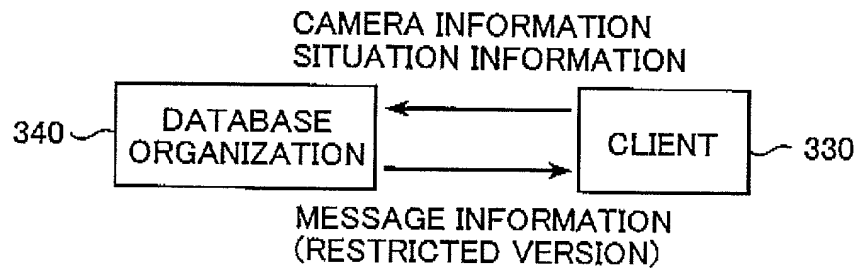 CAMERA INFORMATION
SITUATION INFORMATION
340
DATABASE
ORGANIZATION
CLIENT
330
MESSAGE INFORMATION
(RESTRICTED VERSION)